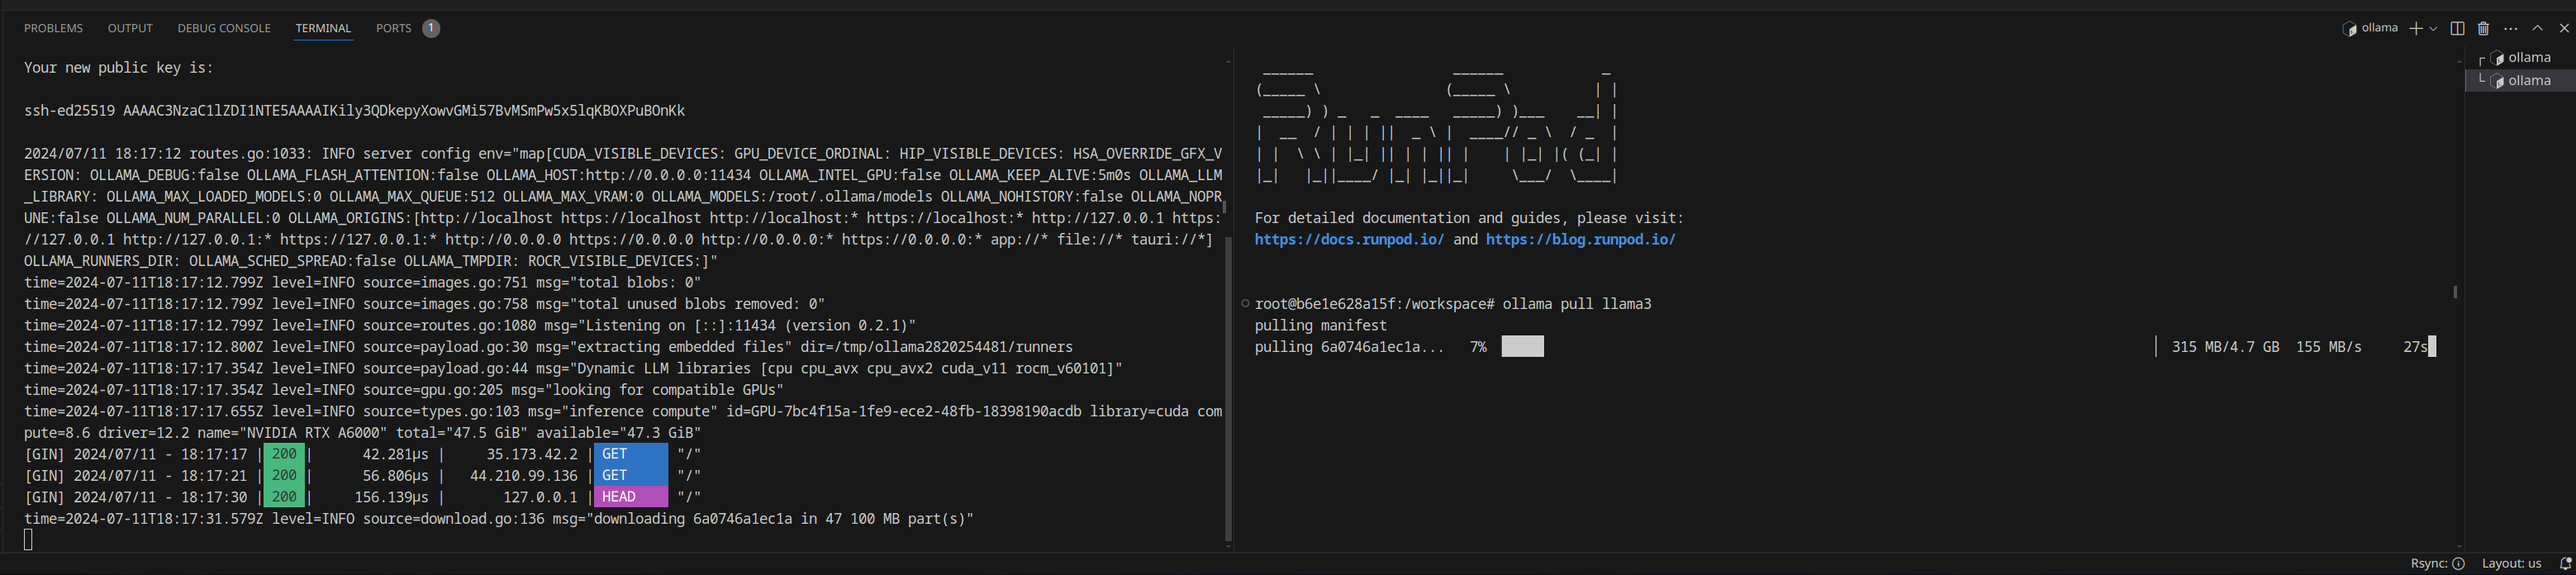 PROBLEMS OUTPUT DEBUG CONSOLE TERMINAL PORTS 1
ollama
Your new public key is:
ssh-ed25519 AAAAC3NzaC1lZDI1NTE5AAAAIKily3QDkepyXowvGMi57BvMSmPw5x5lqKBOXPuBOnKk
2024/07/11 18:17:12 routes.go:1033: INFO server config env="map[CUDA_VISIBLE_DEVICES: GPU_DEVICE_ORDINAL: HIP_VISIBLE_DEVICES: HSA_OVERRIDE_GFX_V
ERSION: OLLAMA_DEBUG:false OLLAMA_FLASH_ATTENTION:false OLLAMA_HOST:http://0.0.0.0:11434 OLLAMA_INTEL_GPU:false OLLAMA_KEEP_ALIVE:5m0s OLLAMA_LLM
_LIBRARY: OLLAMA_MAX_LOADED_MODELS:0 OLLAMA_MAX_QUEUE:512 OLLAMA_MAX_VRAM:0 OLLAMA_MODELS:/root/.ollama/models OLLAMA_NOHISTORY:false OLLAMA_NOPR
UNE:false OLLAMA_NUM_PARALLEL:0 OLLAMA_ORIGINS:[http://localhost https://localhost http://localhost:* https://localhost:* http://127.0.0.1 https:
//127.0.0.1 http://127.0.0.1:* https://127.0.0.1:* http://0.0.0.0 https://0.0.0.0 http://0.0.0.0:* https://0.0.0.0:* app://* file://* tauri://*]
OLLAMA_RUNNERS_DIR: OLLAMA_SCHED_SPREAD:false OLLAMA_TMPDIR: ROCR_VISIBLE_DEVICES:]"
time=2024-07-11T18:17:12.799Z level=INFO source=images.go:751 msg="total blobs: 0"
time=2024-07-11T18:17:12.799Z level=INFO source=images.go:758 msg="total unused blobs removed: 0"
time=2024-07-11T18:17:12.799Z level=INFO source=routes.go:1080 msg="Listening on [::]:11434 (version 0.2.1)"
time=2024-07-11T18:17:12.800Z level=INFO source=payload.go:30 msg="extracting embedded files" dir=/tmp/ollama2820254481/runners
time=2024-07-11T18:17:17.354Z level=INFO source=payload.go:44 msg="Dynamic LLM libraries [cpu cpu_avx cpu_avx2 cuda_v11 rocm_v60101]"
time=2024-07-11T18:17:17.354Z level=INFO source=gpu.go:205 msg="looking for compatible GPUs"
time=2024-07-11T18:17:17.655Z level=INFO source=types.go:103 msg="inference compute" id=GPU-7bc4f15a-1fe9-ece2-48fb-18398190acdb library=cuda com
pute=8.6 driver=12.2 name="NVIDIA RTX A6000" total="47.5 GiB" available="47.3 GiB"
[GIN] 2024/07/11 - 18:17:17 | 200 | 42.281µs | 35.173.42.2 | GET "/"
[GIN] 2024/07/11 - 18:17:21 | 200 | 56.806µs | 44.210.99.136 | GET "/"
[GIN] 2024/07/11 - 18:17:30 | 200 | 156.139µs | 127.0.0.1 | HEAD "/"
time=2024-07-11T18:17:31.579Z level=INFO source=download.go:136 msg="downloading 6a0746a1ec1a in 47 100 MB part(s)"
RunPod
For detailed documentation and guides, please visit:
https://docs.runpod.io/ and https://blog.runpod.io/
root@b6e1e628a15f:/workspace# ollama pull llama3
pulling manifest
pulling 6a0746a1ec1a... 7% 315 MB/4.7 GB 155 MB/s 27s
ollama
ollama
Rsync: Layout: us